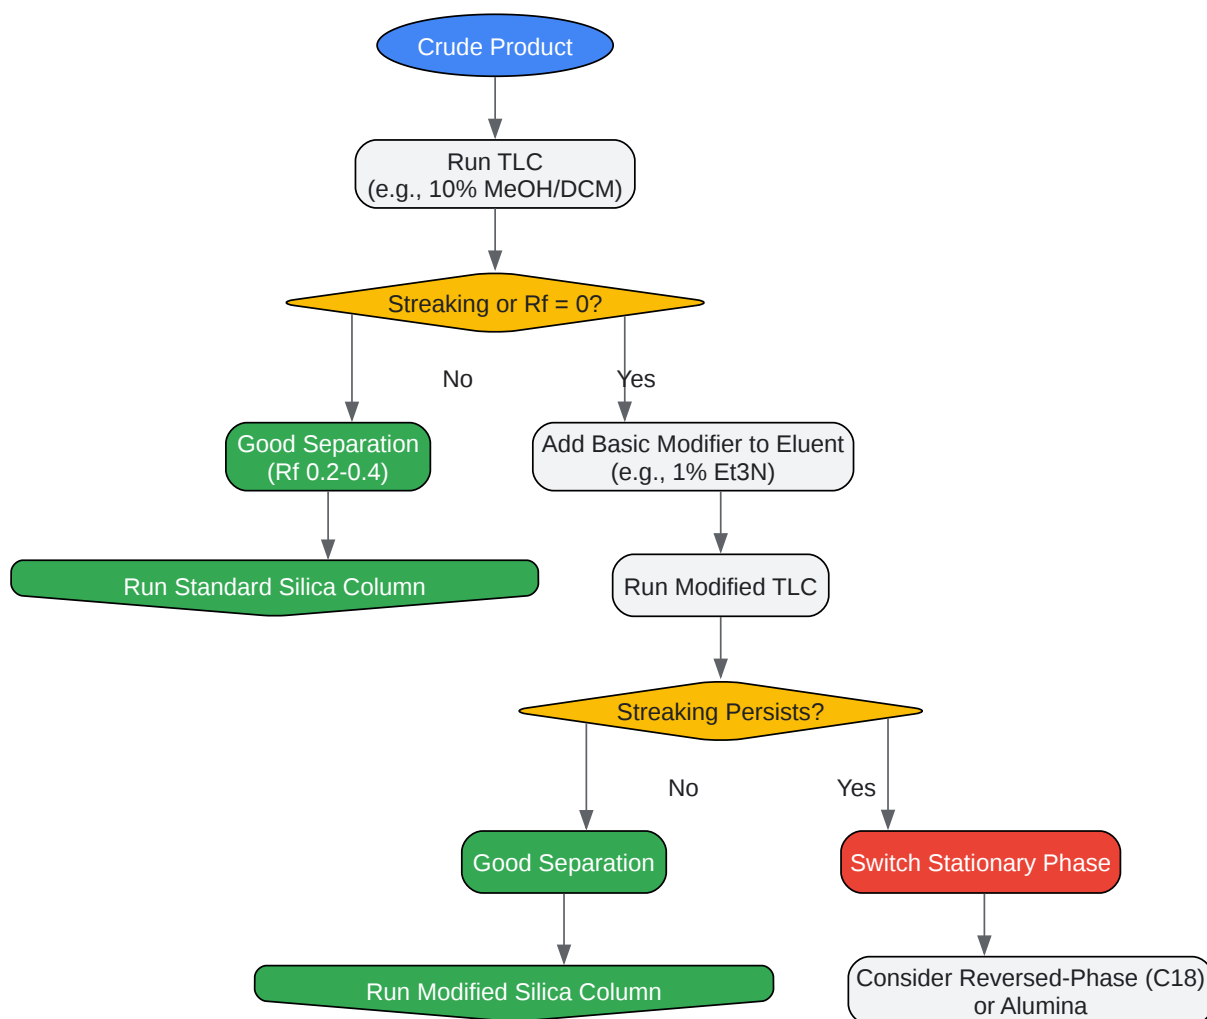 Crude Product
Run TLC
(e.g., 10% MeOH/DCM)
Streaking or Rf = 0?
No
Yes
Good Separation
(Rf 0.2-0.4)
Add Basic Modifier to Eluent
(e.g., 1% Et3N)
Run Standard Silica Column
Run Modified TLC
Streaking Persists?
No
Yes
Good Separation
Switch Stationary Phase
Run Modified Silica Column
Consider Reversed-Phase (C18)
or Alumina